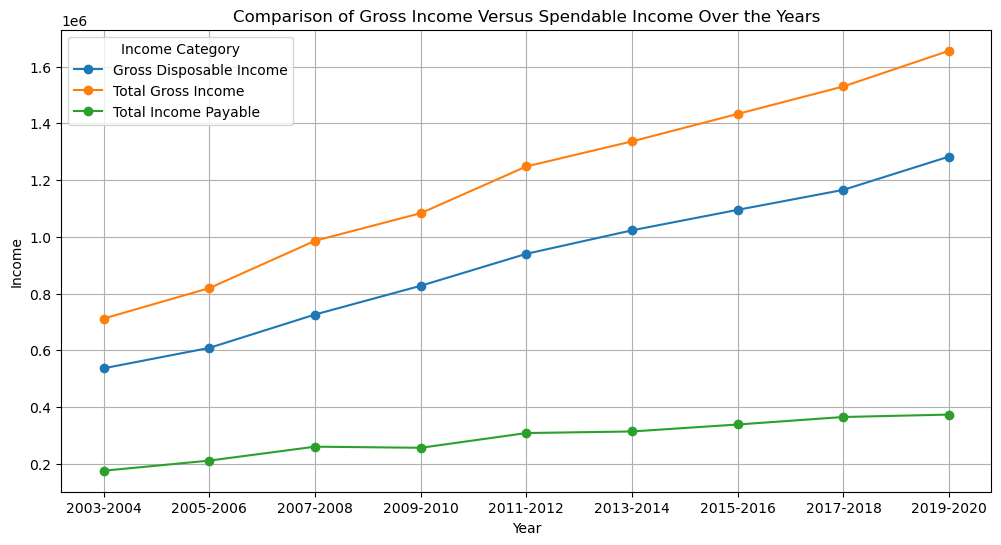 Comparison of Gross Income Versus Spendable Income Over the Years
1e6
Income Category
Gross Disposable Income
Total Gross Income
Total Income Payable
1.6
1.4
1.2
1.0
0.8
0.6
0.4
0.2
Income
2003-2004 2005-2006 2007-2008 2009-2010 2011-2012 2013-2014 2015-2016 2017-2018 2019-2020
Year